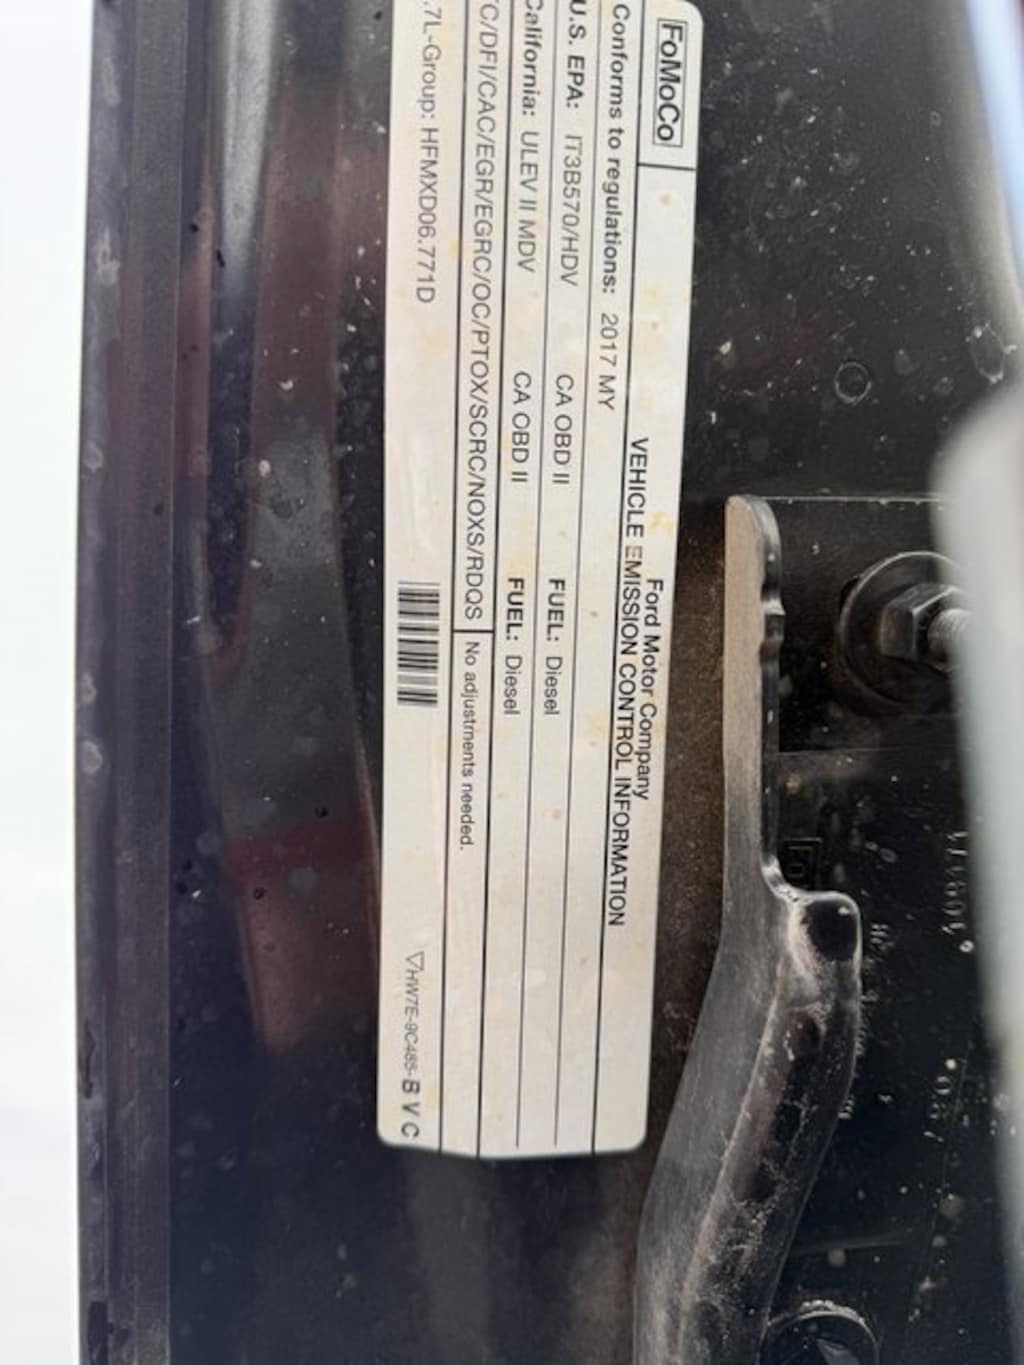 FoMoCo
Ford Motor Company
VEHICLE EMISSION CONTROL INFORMATION
Conforms to regulations: 2017 MY
U.S. EPA: IT3B570/HDV CA OBD II FUEL: Diesel
California: ULEV II MDV CA OBD II FUEL: Diesel
C/DFI/CAC/EGR/EGRC/OC/PTOX/SCRC/NOXS/RDQS No adjustments needed.
.7L-Group: HFMXD06.771D HW7E-9C485- B V C